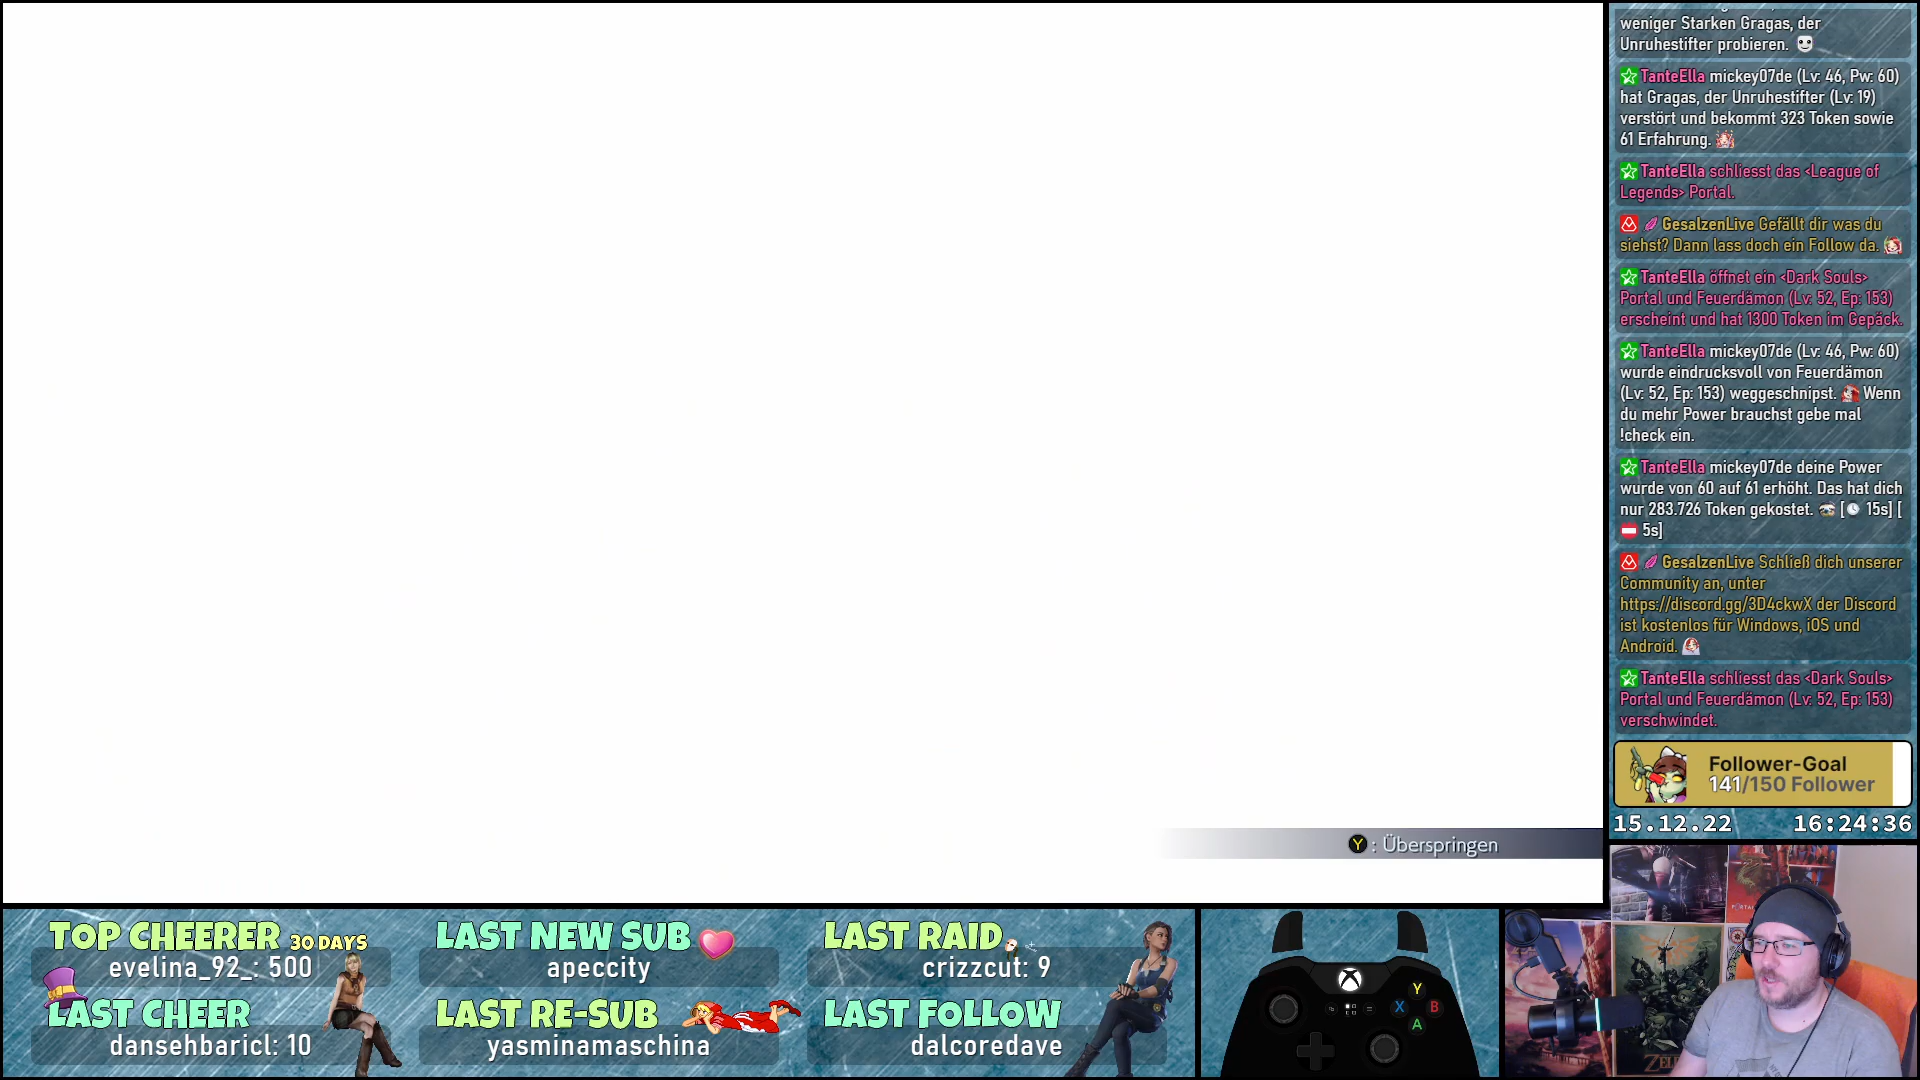 weniger Starken Gragas, der
Unruhestifter probieren.
TanteElla mickey07de (Lv: 46, Pw: 60)
hat Gragas, der Unruhestifter (Lv: 19)
verstört und bekommt 323 Token sowie
61 Erfahrung.
TanteElla schliesst das <League of
Legends> Portal.
GesalzenLive Gefällt dir was du
siehst? Dann lass doch ein Follow da.
TanteElla öffnet ein <Dark Souls>
Portal und Feuerdämon (Lv: 52, Ep: 153)
erscheint und hat 1300 Token im Gepäck.
TanteElla mickey07de (Lv: 46, Pw: 60)
wurde eindrucksvoll von Feuerdämon
(Lv: 52, Ep: 153) weggeschnipst. Wenn
du mehr Power brauchst gebe mal
!check ein.
TanteElla mickey07de deine Power
wurde von 60 auf 61 erhöht. Das hat dich
nur 283.726 Token gekostet. [ 15s] [
5s]
GesalzenLive Schließ dich unserer
Community an, unter
https://discord.gg/3D4ckwX der Discord
ist kostenlos für Windows, iOS und
Android.
TanteElla schliesst das <Dark Souls>
Portal und Feuerdämon (Lv: 52, Ep: 153)
verschwindet.
Follower-Goal
141/150 Follower
15.12.22 16:24:36
Y : Überspringen
TOP CHEERER 30 DAYS
evelina_92_: 500
LAST CHEER
dansehbaricl: 10
LAST NEW SUB
apeccity
LAST RE-SUB
yasminamaschina
LAST RAID
crizzcut: 9
LAST FOLLOW
dalcoredave
Y
X B
A